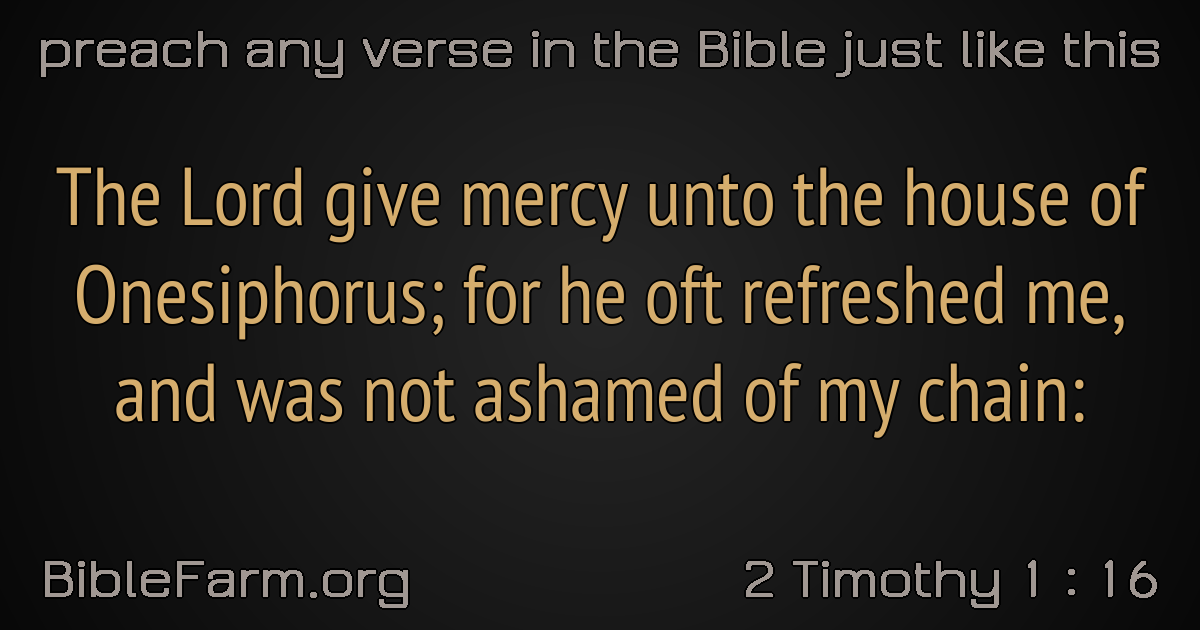 preach any verse in the Bible just like this
The Lord give mercy unto the house of
Onesiphorus; for he oft refreshed me,
and was not ashamed of my chain:
BibleFarm.org
2 Timothy 1 : 16